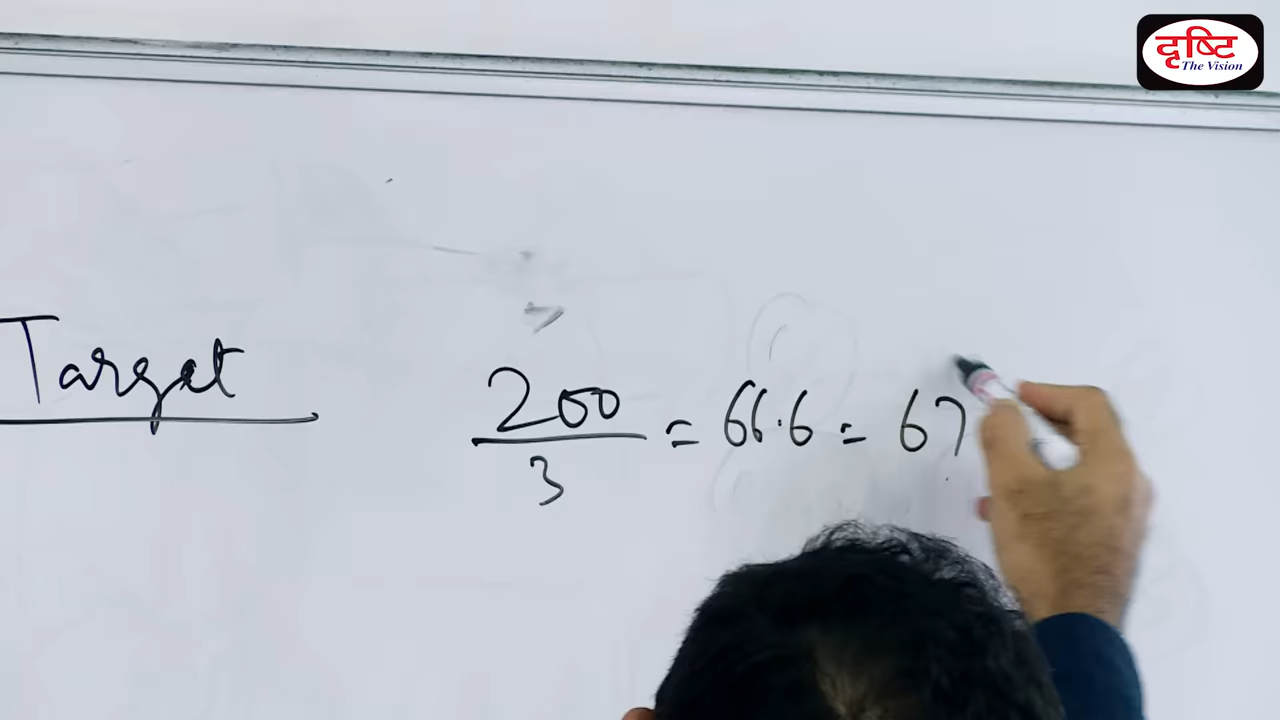 दृष्टि
The Vision
Target
200/3 = 66.6 = 67